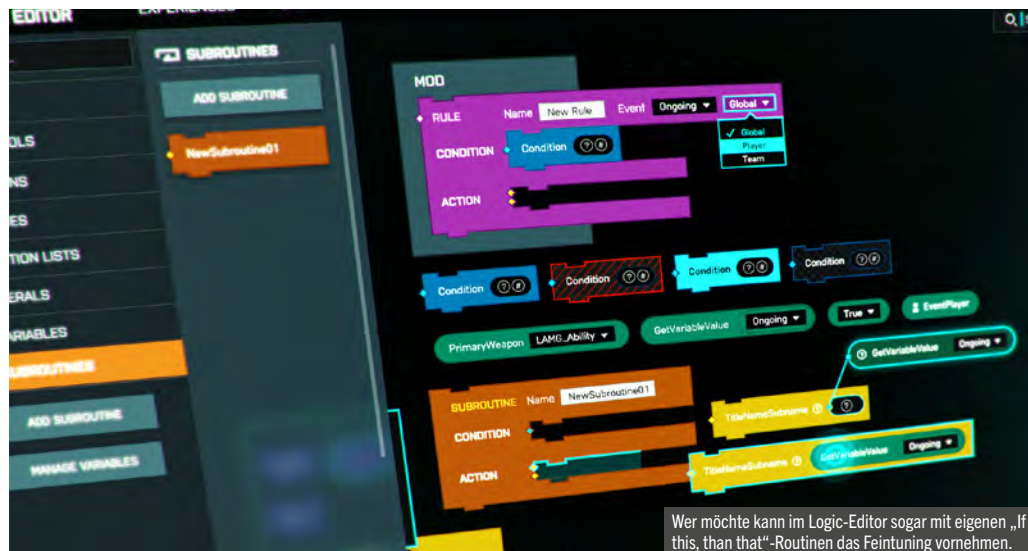 EDITOR
SUBROUTINES
ADD SUBROUTINE
NewSubroutine01
OLS
NS
ES
TION LISTS
ERALS
ARIABLES
SUBROUTINES
ADD SUBROUTINE
MANAGE VARIABLES
MOD
RULE Name New Rule Event Ongoing Global
Global
Player
Team
CONDITION Condition ? #
ACTION
Condition ? # Condition ? # Condition ? # Condition ? #
PrimaryWeapon LAMG_Ability GetVariableValue Ongoing True EventPlayer
? GetVariableValue Ongoing
SUBROUTINE Name NewSubroutine01
TitleNameSubname ? ?
CONDITION
ACTION
TitleNameSubname ? GetVariableValue Ongoing
Wer möchte kann im Logic-Editor sogar mit eigenen „If
this, than that“-Routinen das Feintuning vornehmen.